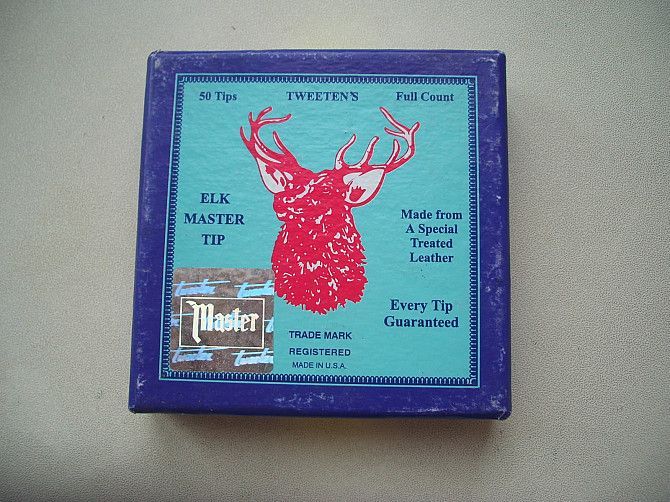 50 Tips TWEETEN'S Full Count
ELK
MASTER
TIP
Made from
A Special
Treated
Leather
Every Tip
Guaranteed
Master
TRADE MARK
REGISTERED
MADE IN U.S.A.